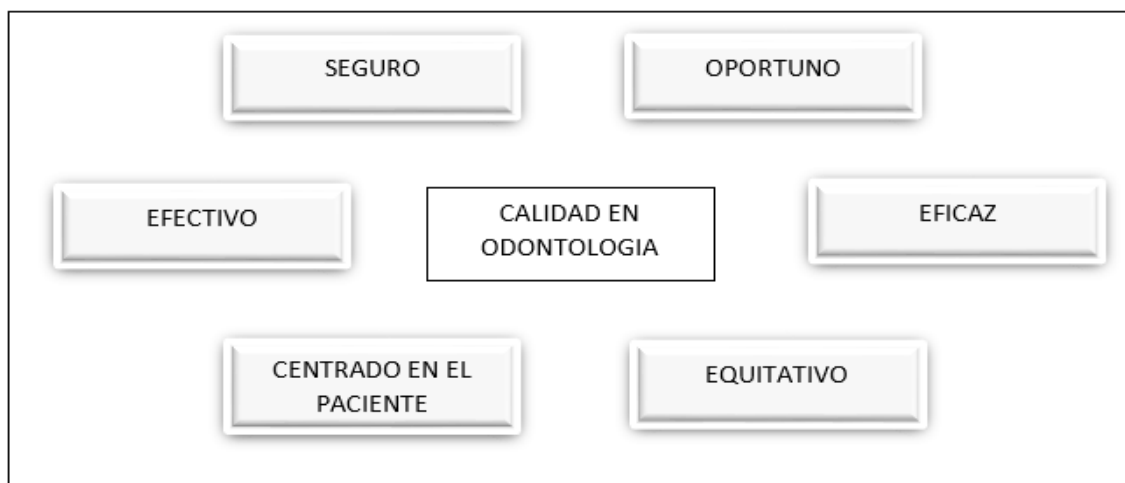 SEGURO
OPORTUNO
EFECTIVO
CALIDAD EN
ODONTOLOGIA
EFICAZ
CENTRADO EN EL
PACIENTE
EQUITATIVO